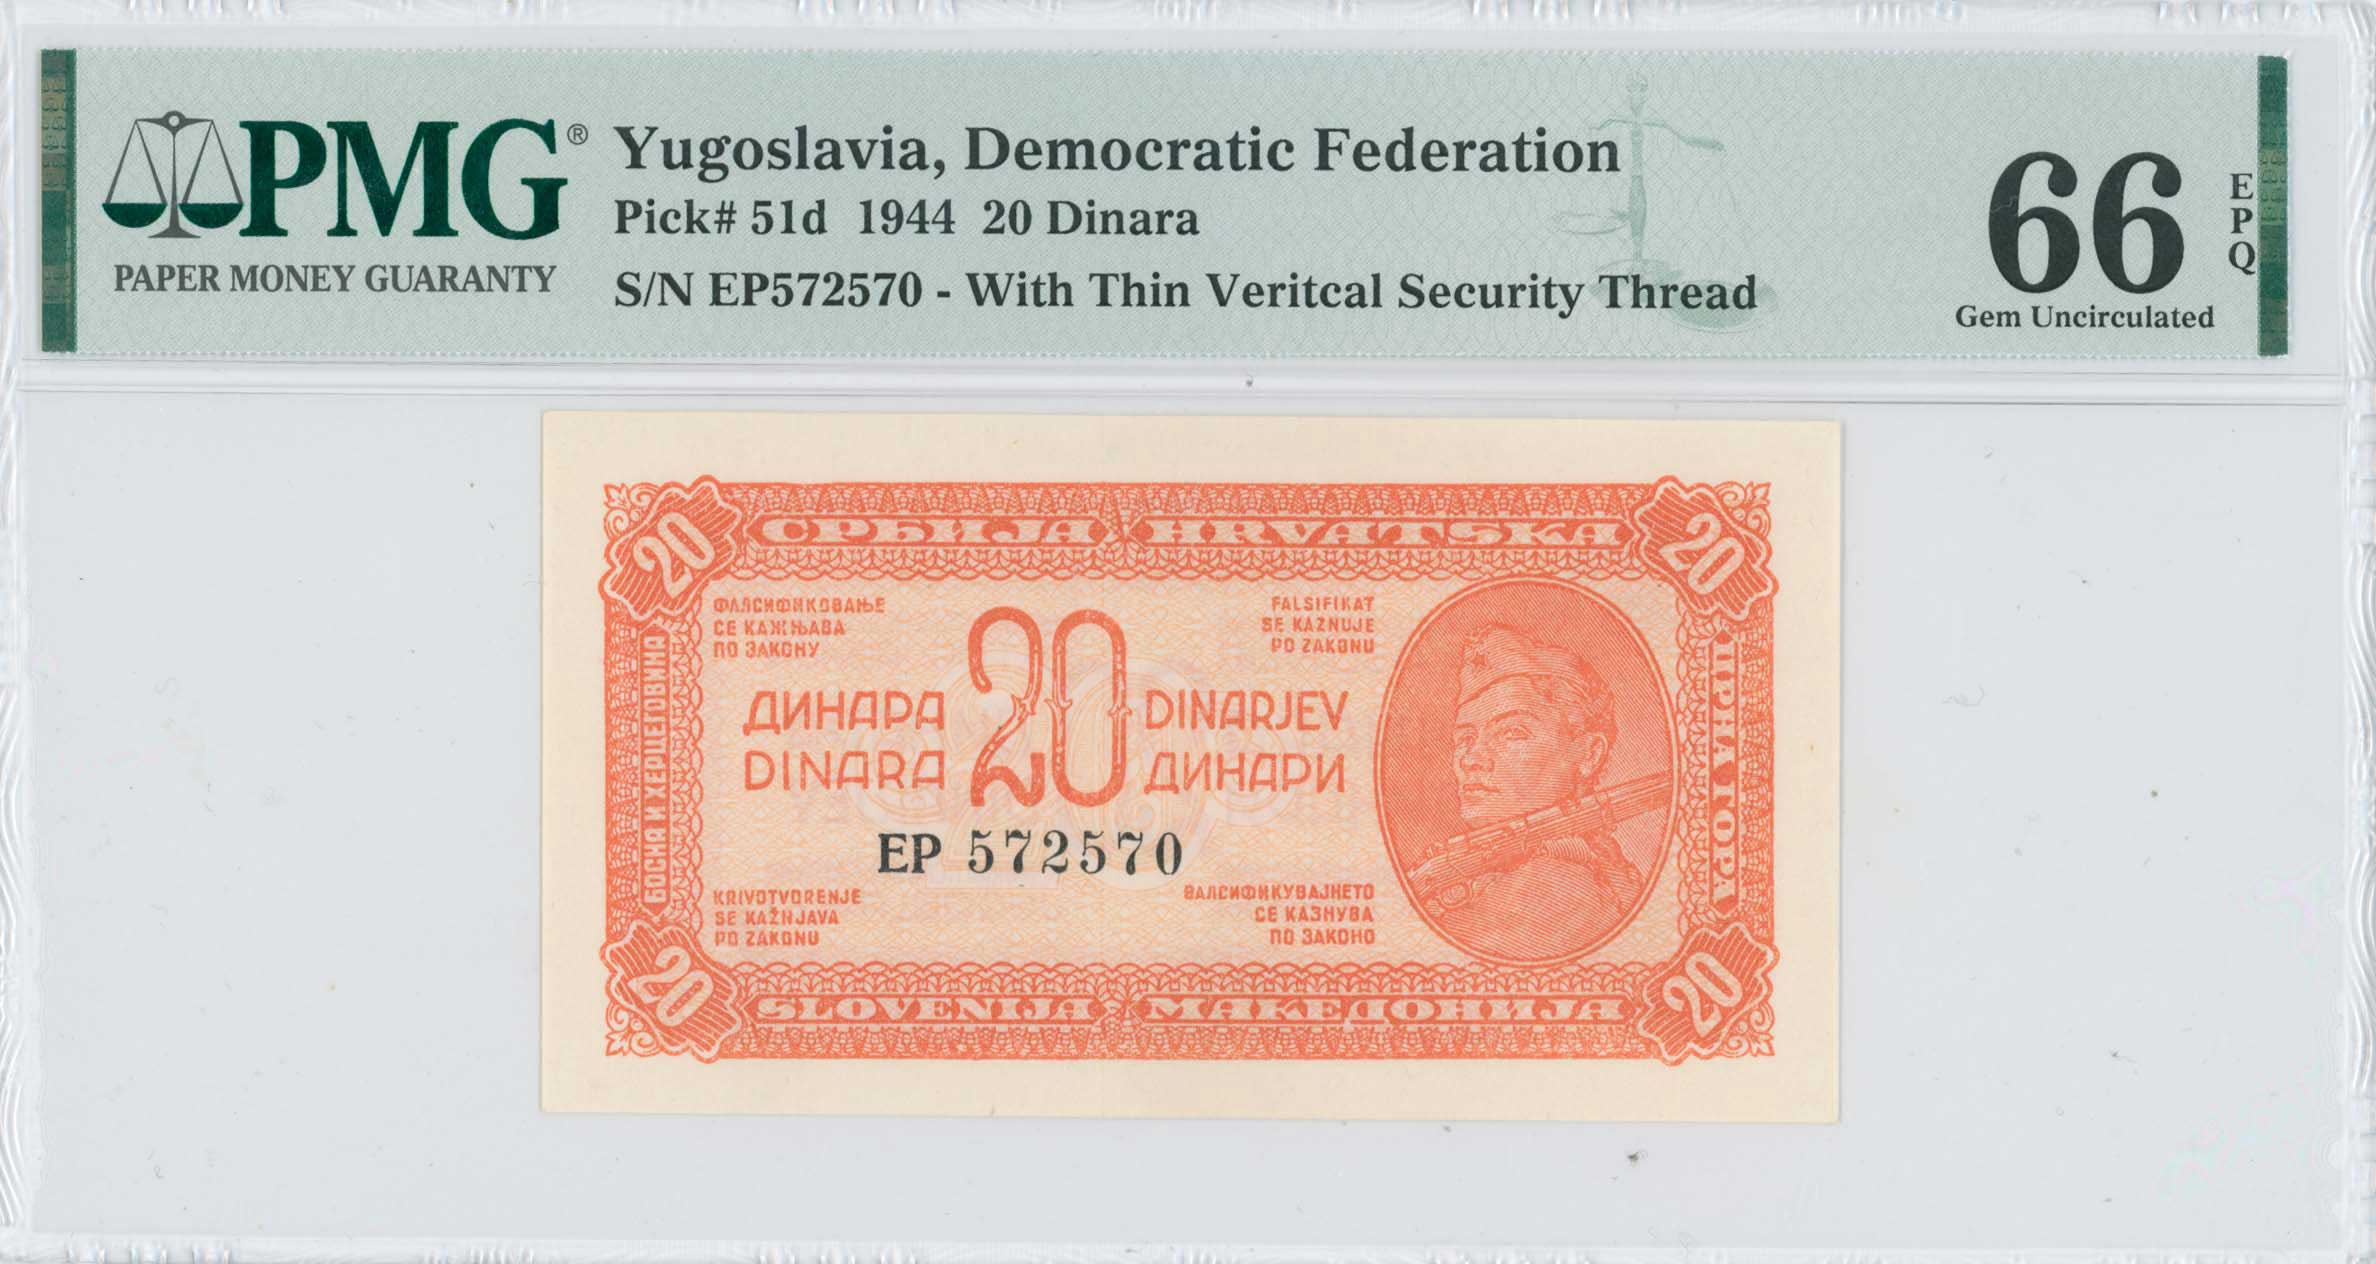 PMG®
PAPER MONEY GUARANTY
Yugoslavia, Democratic Federation
Pick# 51d 1944 20 Dinara
S/N EP572570 - With Thin Veritcal Security Thread
66
EPQ
Gem Uncirculated
20
СРБИЈА HRVATSKA
20
ФАЛСИФИКОВАЊЕ
СЕ КАЖЊАВА
ПО ЗАКОНУ
FALSIFIKAT
SE KAZNUJE
PO ZAKONU
БОСНА И ХЕРЦЕГОВИНА
ЦРНА ГОРА
20
ДИНАРА
DINARA
DINARJEV
ДИНАРИ
EP 572570
KRIVOTVORENJE
SE KAŽNJAVA
PO ZAKONU
ВАЛСИФИКУВАЈНЕТО
СЕ КАЗНУВА
ПО ЗАКОНО
20
SLOVENIJA МАКЕДОНИЈА
20